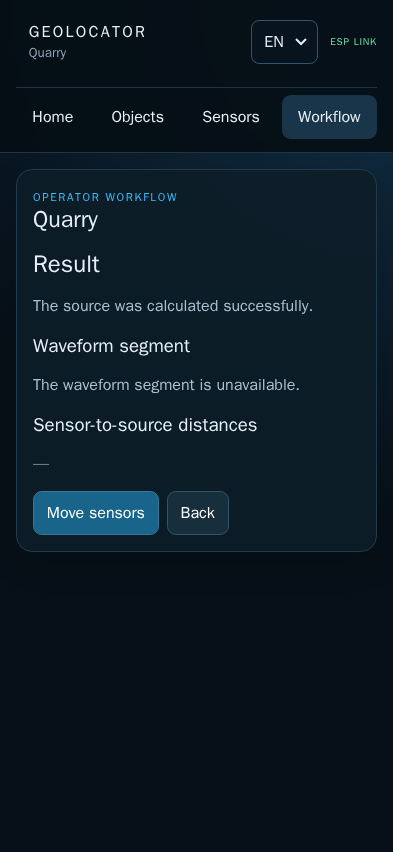 GEOLOCATOR
Quarry
EN
ESP LINK
Home Objects Sensors Workflow
OPERATOR WORKFLOW
Quarry
Result
The source was calculated successfully.
Waveform segment
The waveform segment is unavailable.
Sensor-to-source distances
—
Move sensors Back